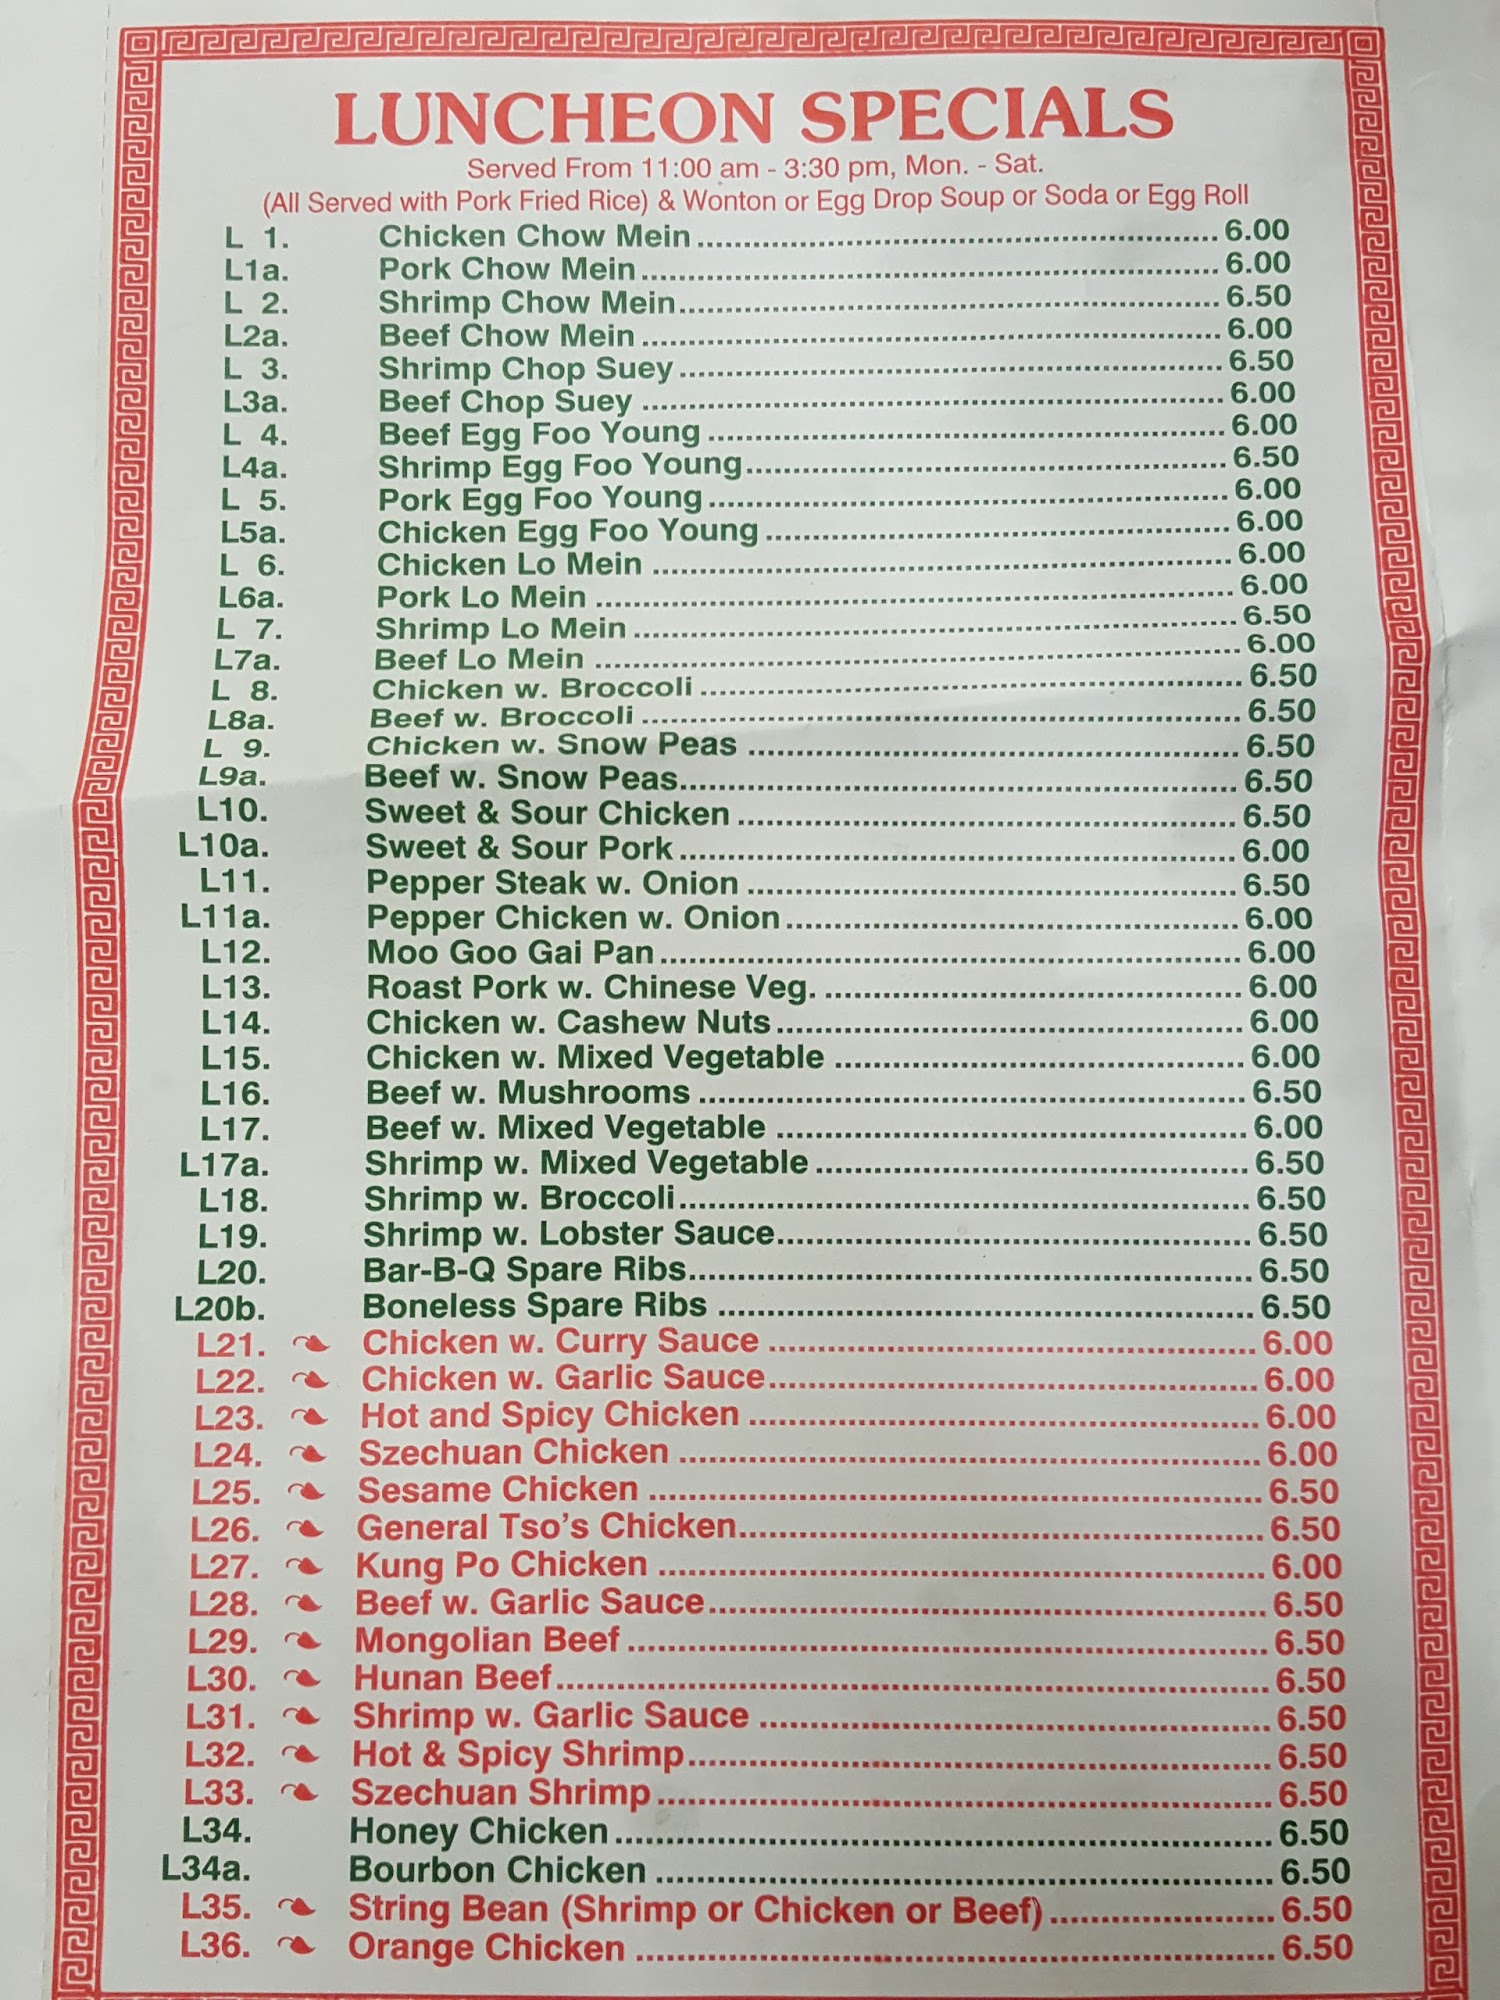 LUNCHEON SPECIALS
Served From 11:00 am - 3:30 pm, Mon. - Sat.
(All Served with Pork Fried Rice) & Wonton or Egg Drop Soup or Soda or Egg Roll
L 1. Chicken Chow Mein 6.00
L1a. Pork Chow Mein 6.00
L 2. Shrimp Chow Mein 6.50
L2a. Beef Chow Mein 6.00
L 3. Shrimp Chop Suey 6.50
L3a. Beef Chop Suey 6.00
L 4. Beef Egg Foo Young 6.00
L4a. Shrimp Egg Foo Young 6.50
L 5. Pork Egg Foo Young 6.00
L5a. Chicken Egg Foo Young 6.00
L 6. Chicken Lo Mein 6.00
L6a. Pork Lo Mein 6.00
L 7. Shrimp Lo Mein 6.50
L7a. Beef Lo Mein 6.00
L 8. Chicken w. Broccoli 6.50
L8a. Beef w. Broccoli 6.50
L 9. Chicken w. Snow Peas 6.50
L9a. Beef w. Snow Peas 6.50
L10. Sweet & Sour Chicken 6.50
L10a. Sweet & Sour Pork 6.00
L11. Pepper Steak w. Onion 6.50
L11a. Pepper Chicken w. Onion 6.00
L12. Moo Goo Gai Pan 6.00
L13. Roast Pork w. Chinese Veg. 6.00
L14. Chicken w. Cashew Nuts 6.00
L15. Chicken w. Mixed Vegetable 6.00
L16. Beef w. Mushrooms 6.50
L17. Beef w. Mixed Vegetable 6.00
L17a. Shrimp w. Mixed Vegetable 6.50
L18. Shrimp w. Broccoli 6.50
L19. Shrimp w. Lobster Sauce 6.50
L20. Bar-B-Q Spare Ribs 6.50
L20b. Boneless Spare Ribs 6.50
L21. Chicken w. Curry Sauce 6.00
L22. Chicken w. Garlic Sauce 6.00
L23. Hot and Spicy Chicken 6.00
L24. Szechuan Chicken 6.00
L25. Sesame Chicken 6.50
L26. General Tso's Chicken 6.50
L27. Kung Po Chicken 6.00
L28. Beef w. Garlic Sauce 6.50
L29. Mongolian Beef 6.50
L30. Hunan Beef 6.50
L31. Shrimp w. Garlic Sauce 6.50
L32. Hot & Spicy Shrimp 6.50
L33. Szechuan Shrimp 6.50
L34. Honey Chicken 6.50
L34a. Bourbon Chicken 6.50
L35. String Bean (Shrimp or Chicken or Beef) 6.50
L36. Orange Chicken 6.50